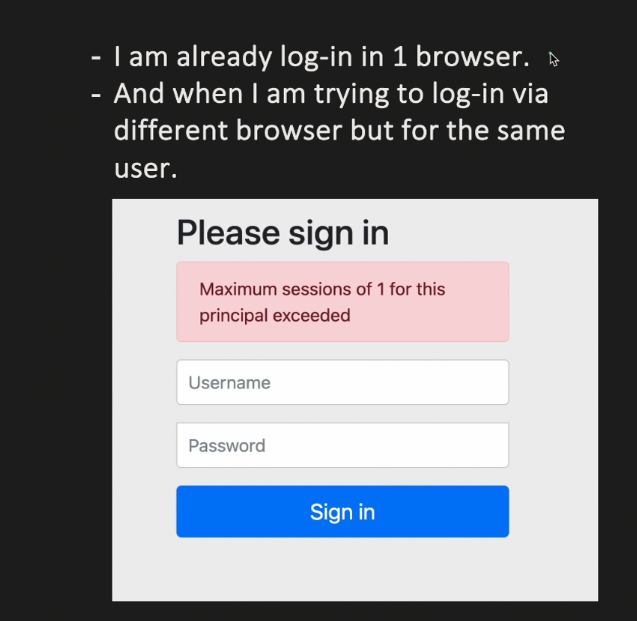 - I am already log-in in 1 browser.
- And when I am trying to log-in via
different browser but for the same
user.
Please sign in
Maximum sessions of 1 for this
principal exceeded
Username
Password
Sign in